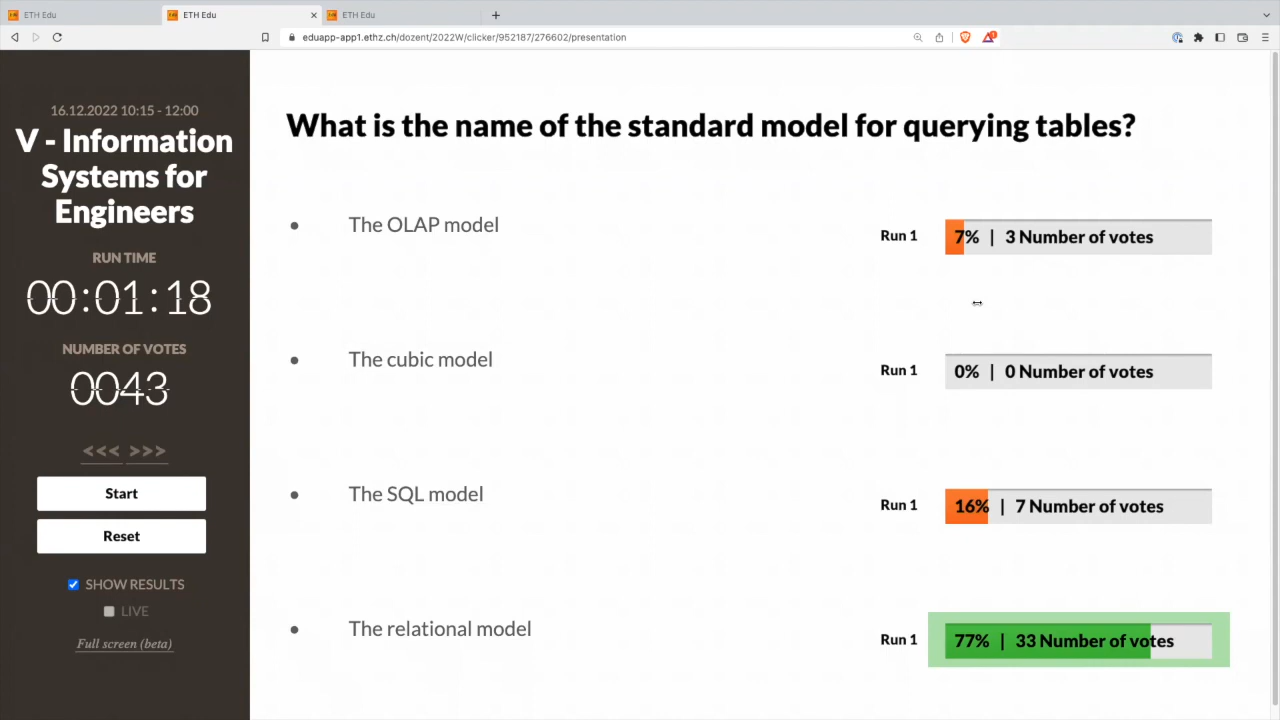 ETH Edu
ETH Edu
ETH Edu
eduapp-app1.ethz.ch/dozent/2022W/clicker/952187/276602/presentation
16.12.2022 10:15 - 12:00
V - Information
Systems for
Engineers
RUN TIME
00:01:18
NUMBER OF VOTES
0043
<<< >>>
Start
Reset
SHOW RESULTS
LIVE
Full screen (beta)
What is the name of the standard model for querying tables?
• The OLAP model
Run 1 7% | 3 Number of votes
• The cubic model
Run 1 0% | 0 Number of votes
• The SQL model
Run 1 16% | 7 Number of votes
• The relational model
Run 1 77% | 33 Number of votes